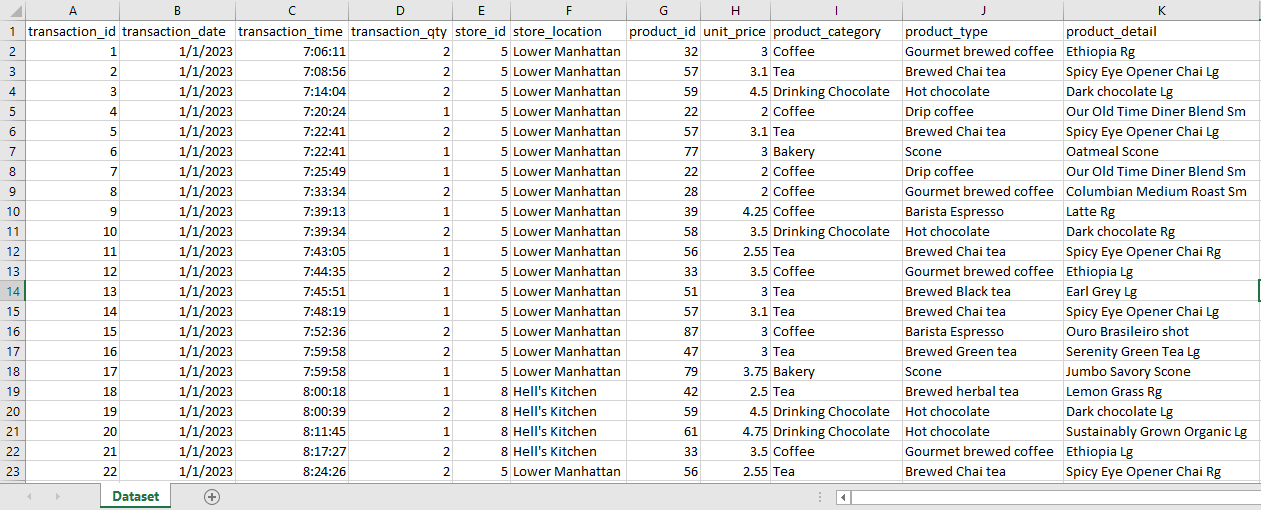 A B C D E F G H I J K
1 transaction_id transaction_date transaction_time transaction_qty store_id store_location product_id unit_price product_category product_type product_detail
2 1 1/1/2023 7:06:11 2 5 Lower Manhattan 32 3 Coffee Gourmet brewed coffee Ethiopia Rg
3 2 1/1/2023 7:08:56 2 5 Lower Manhattan 57 3.1 Tea Brewed Chai tea Spicy Eye Opener Chai Lg
4 3 1/1/2023 7:14:04 2 5 Lower Manhattan 59 4.5 Drinking Chocolate Hot chocolate Dark chocolate Lg
5 4 1/1/2023 7:20:24 1 5 Lower Manhattan 22 2 Coffee Drip coffee Our Old Time Diner Blend Sm
6 5 1/1/2023 7:22:41 2 5 Lower Manhattan 57 3.1 Tea Brewed Chai tea Spicy Eye Opener Chai Lg
7 6 1/1/2023 7:22:41 1 5 Lower Manhattan 77 3 Bakery Scone Oatmeal Scone
8 7 1/1/2023 7:25:49 1 5 Lower Manhattan 22 2 Coffee Drip coffee Our Old Time Diner Blend Sm
9 8 1/1/2023 7:33:34 2 5 Lower Manhattan 28 2 Coffee Gourmet brewed coffee Columbian Medium Roast Sm
10 9 1/1/2023 7:39:13 1 5 Lower Manhattan 39 4.25 Coffee Barista Espresso Latte Rg
11 10 1/1/2023 7:39:34 2 5 Lower Manhattan 58 3.5 Drinking Chocolate Hot chocolate Dark chocolate Rg
12 11 1/1/2023 7:43:05 1 5 Lower Manhattan 56 2.55 Tea Brewed Chai tea Spicy Eye Opener Chai Rg
13 12 1/1/2023 7:44:35 2 5 Lower Manhattan 33 3.5 Coffee Gourmet brewed coffee Ethiopia Lg
14 13 1/1/2023 7:45:51 1 5 Lower Manhattan 51 3 Tea Brewed Black tea Earl Grey Lg
15 14 1/1/2023 7:48:19 1 5 Lower Manhattan 57 3.1 Tea Brewed Chai tea Spicy Eye Opener Chai Lg
16 15 1/1/2023 7:52:36 2 5 Lower Manhattan 87 3 Coffee Barista Espresso Ouro Brasileiro shot
17 16 1/1/2023 7:59:58 2 5 Lower Manhattan 47 3 Tea Brewed Green tea Serenity Green Tea Lg
18 17 1/1/2023 7:59:58 1 5 Lower Manhattan 79 3.75 Bakery Scone Jumbo Savory Scone
19 18 1/1/2023 8:00:18 1 8 Hell's Kitchen 42 2.5 Tea Brewed herbal tea Lemon Grass Rg
20 19 1/1/2023 8:00:39 2 8 Hell's Kitchen 59 4.5 Drinking Chocolate Hot chocolate Dark chocolate Lg
21 20 1/1/2023 8:11:45 1 8 Hell's Kitchen 61 4.75 Drinking Chocolate Hot chocolate Sustainably Grown Organic Lg
22 21 1/1/2023 8:17:27 2 8 Hell's Kitchen 33 3.5 Coffee Gourmet brewed coffee Ethiopia Lg
23 22 1/1/2023 8:24:26 2 5 Lower Manhattan 56 2.55 Tea Brewed Chai tea Spicy Eye Opener Chai Rg
Dataset